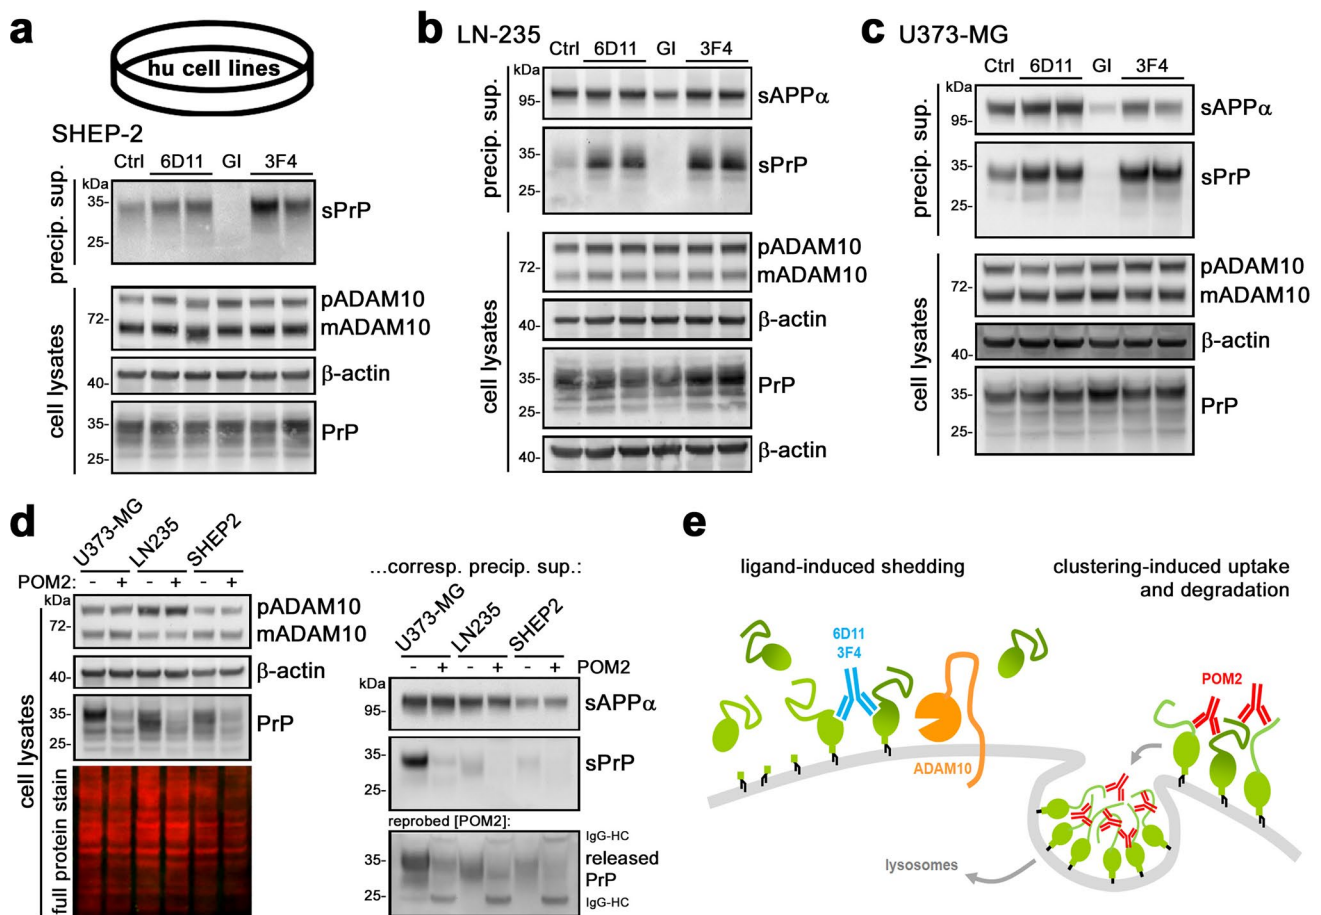 a
hu cell lines
SHEP-2
Ctrl 6D11 GI 3F4
kDa
precip. sup.
35-
25-
sPrP
cell lysates
72-
pADAM10
mADAM10
40-
β-actin
35-
25-
PrP
b LN-235
Ctrl 6D11 GI 3F4
kDa
precip. sup.
95-
sAPPα
35-
25-
sPrP
cell lysates
72-
pADAM10
mADAM10
40-
β-actin
35-
25-
PrP
40-
β-actin
c U373-MG
Ctrl 6D11 GI 3F4
kDa
precip. sup.
95-
sAPPα
35-
25-
sPrP
cell lysates
72-
pADAM10
mADAM10
40-
β-actin
35-
25-
PrP
d
U373-MG LN235 SHEP2
POM2: - + - + - +
kDa
cell lysates
72-
pADAM10
mADAM10
40-
β-actin
35-
25-
PrP
full protein stain
...corresp. precip. sup.:
U373-MG LN235 SHEP2
- + - + - + POM2
kDa
95-
sAPPα
35-
25-
sPrP
reprobed [POM2]:
IgG-HC
35-
released
PrP
25-
IgG-HC
e
ligand-induced shedding
clustering-induced uptake
and degradation
6D11
3F4
ADAM10
POM2
lysosomes